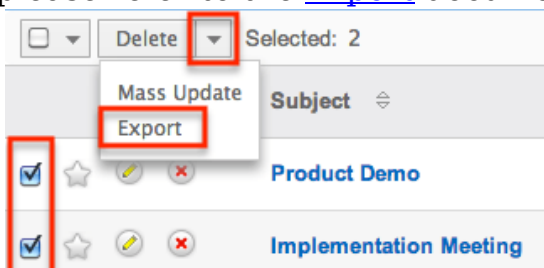 Delete Selected: 2
Mass Update
Subject
Export
Product Demo
Implementation Meeting